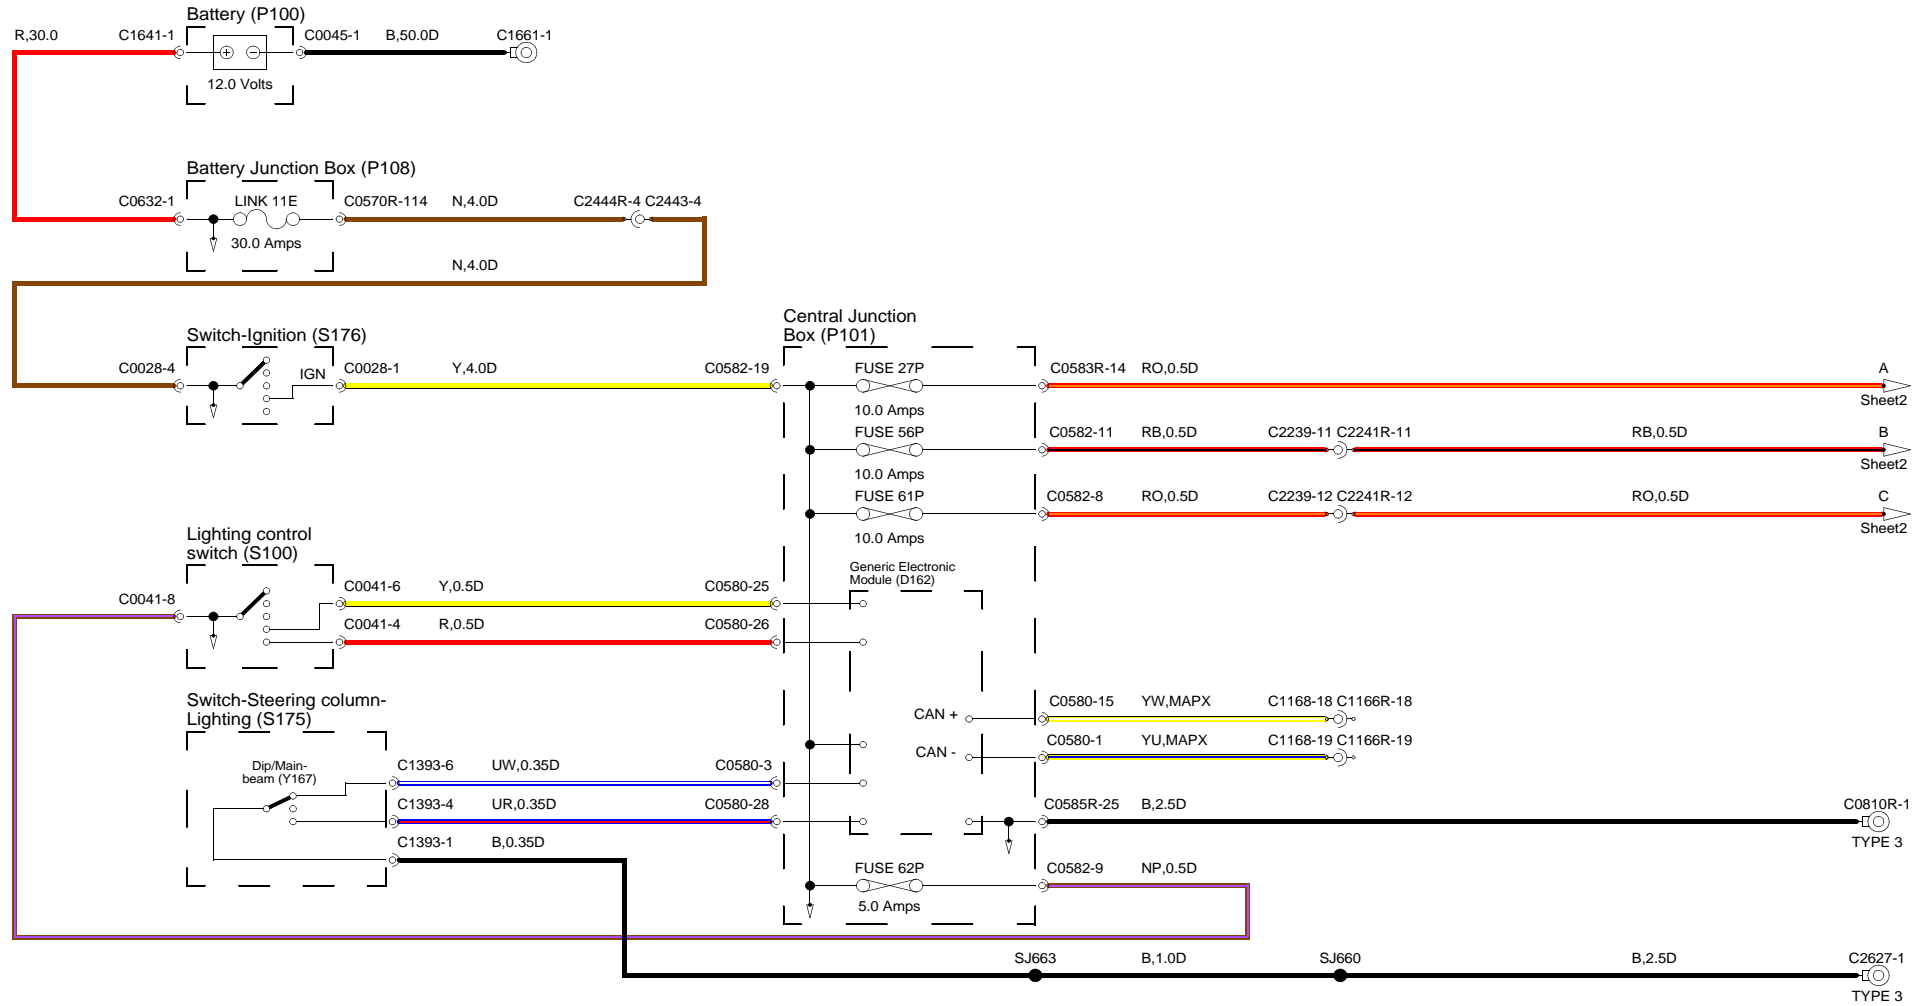 Battery (P100)
R,30.0 C1641-1 C0045-1 B,50.0D C1661-1
12.0 Volts
Battery Junction Box (P108)
C0632-1 LINK 11E C0570R-114 N,4.0D C2444R-4 C2443-4
30.0 Amps
N,4.0D
Central Junction
Box (P101)
Switch-Ignition (S176)
C0028-4 IGN C0028-1 Y,4.0D C0582-19 FUSE 27P C0583R-14 RO,0.5D A
Sheet2
10.0 Amps
FUSE 56P C0582-11 RB,0.5D C2239-11 C2241R-11 RB,0.5D B
Sheet2
10.0 Amps
FUSE 61P C0582-8 RO,0.5D C2239-12 C2241R-12 RO,0.5D C
Sheet2
10.0 Amps
Lighting control
switch (S100)
Generic Electronic
Module (D162)
C0041-8 C0041-6 Y,0.5D C0580-25
C0041-4 R,0.5D C0580-26
Switch-Steering column-
Lighting (S175)
CAN + C0580-15 YW,MAPX C1168-18 C1166R-18
CAN - C0580-1 YU,MAPX C1168-19 C1166R-19
Dip/Main-
beam (Y167)
C1393-6 UW,0.35D C0580-3
C1393-4 UR,0.35D C0580-28 C0585R-25 B,2.5D C0810R-1
TYPE 3
C1393-1 B,0.35D
FUSE 62P C0582-9 NP,0.5D
5.0 Amps
SJ663 B,1.0D SJ660 B,2.5D C2627-1
TYPE 3